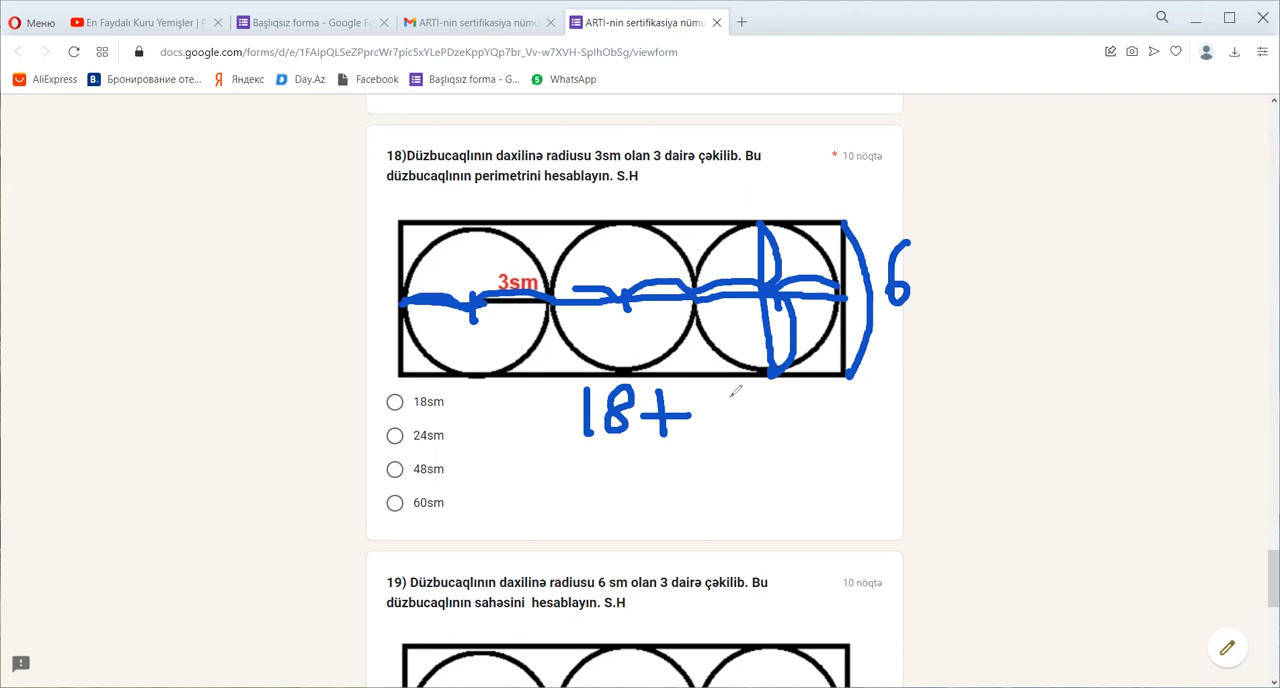 Меню
En Faydalı Kuru Yemişler | P
Başlıqsız forma - Google Fo
ARTİ-nin sertifikasiya nümu
ARTİ-nin sertifikasiya nümu
docs.google.com/forms/d/e/1FAIpQLSeZPprcWr7pic5xYLePDzeKppYQp7br_Vv-w7XVH-SpIhObSg/viewform
AliExpress
B.
Бронирование оте...
Я
Яндекс
Day.Az
Facebook
Başlıqsız forma - G...
WhatsApp
18)Düzbucaqlının daxilinə radiusu 3sm olan 3 dairə çəkilib. Bu
düzbucaqlının perimetrini hesablayın. S.H
* 10 nöqtə
3sm
6
18+
18sm
24sm
48sm
60sm
19) Düzbucaqlının daxilinə radiusu 6 sm olan 3 dairə çəkilib. Bu
düzbucaqlının sahəsini hesablayın. S.H
10 nöqtə